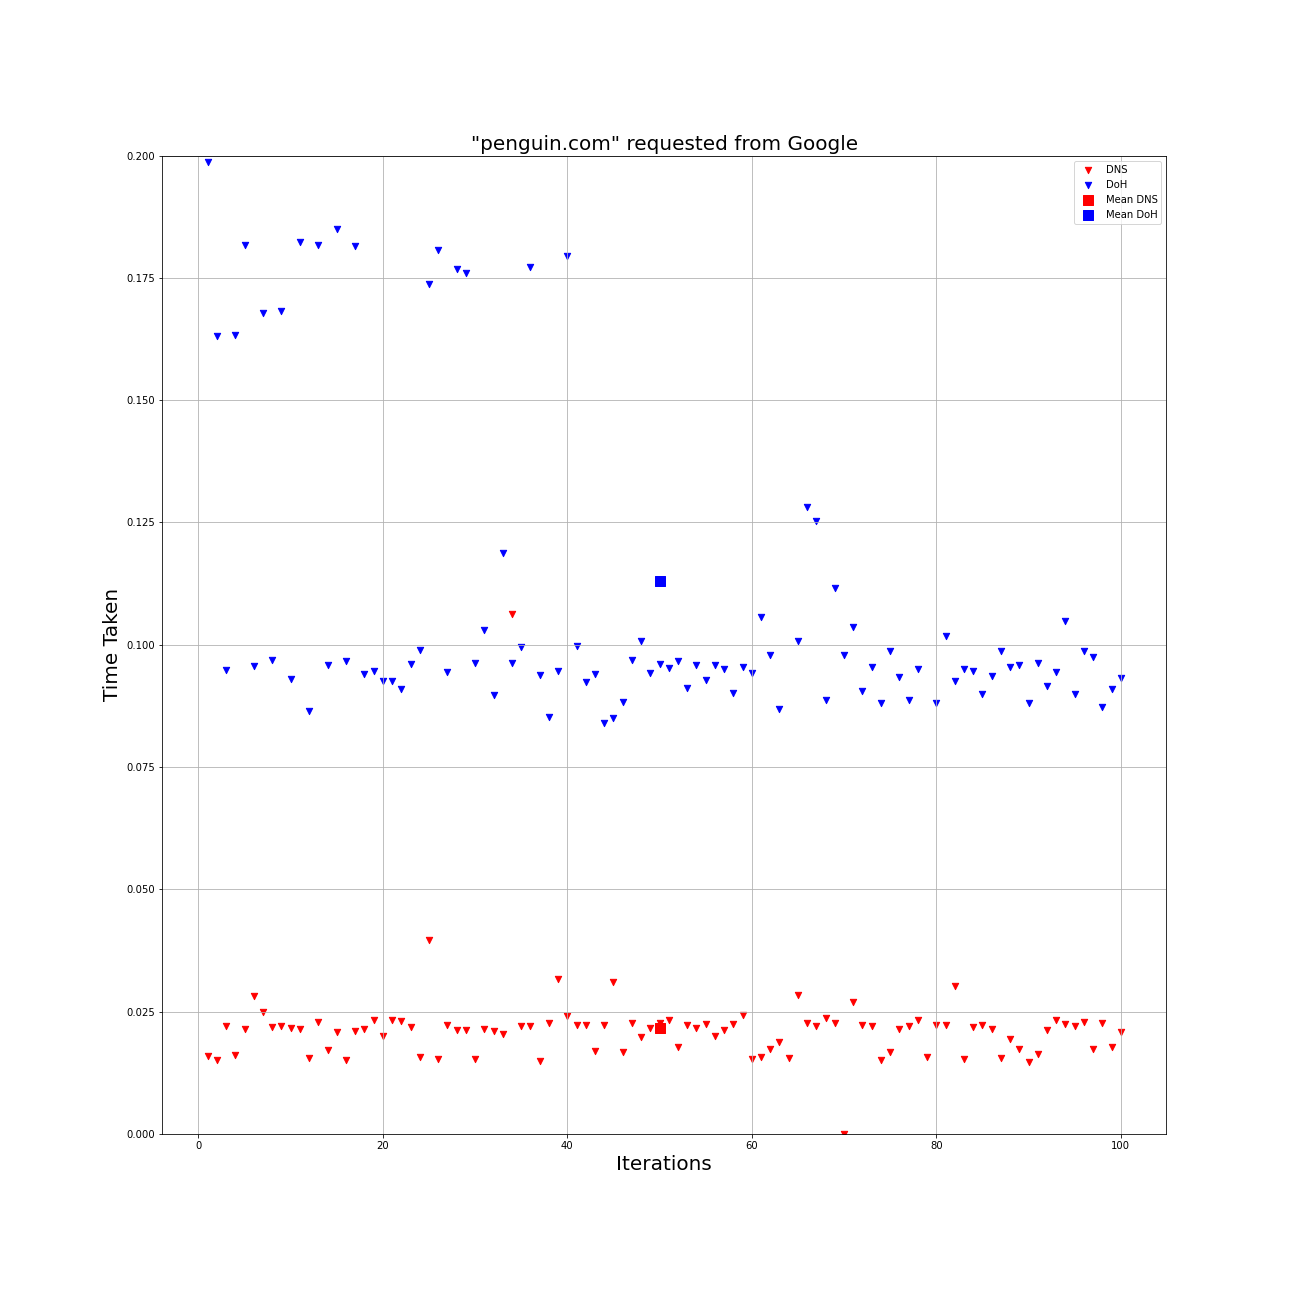 "penguin.com" requested from Google
DNS
DoH
Mean DNS
Mean DoH
0.200
0.175
0.150
0.125
0.100
0.075
0.050
0.025
0.000
Time Taken
0 20 40 60 80 100
Iterations